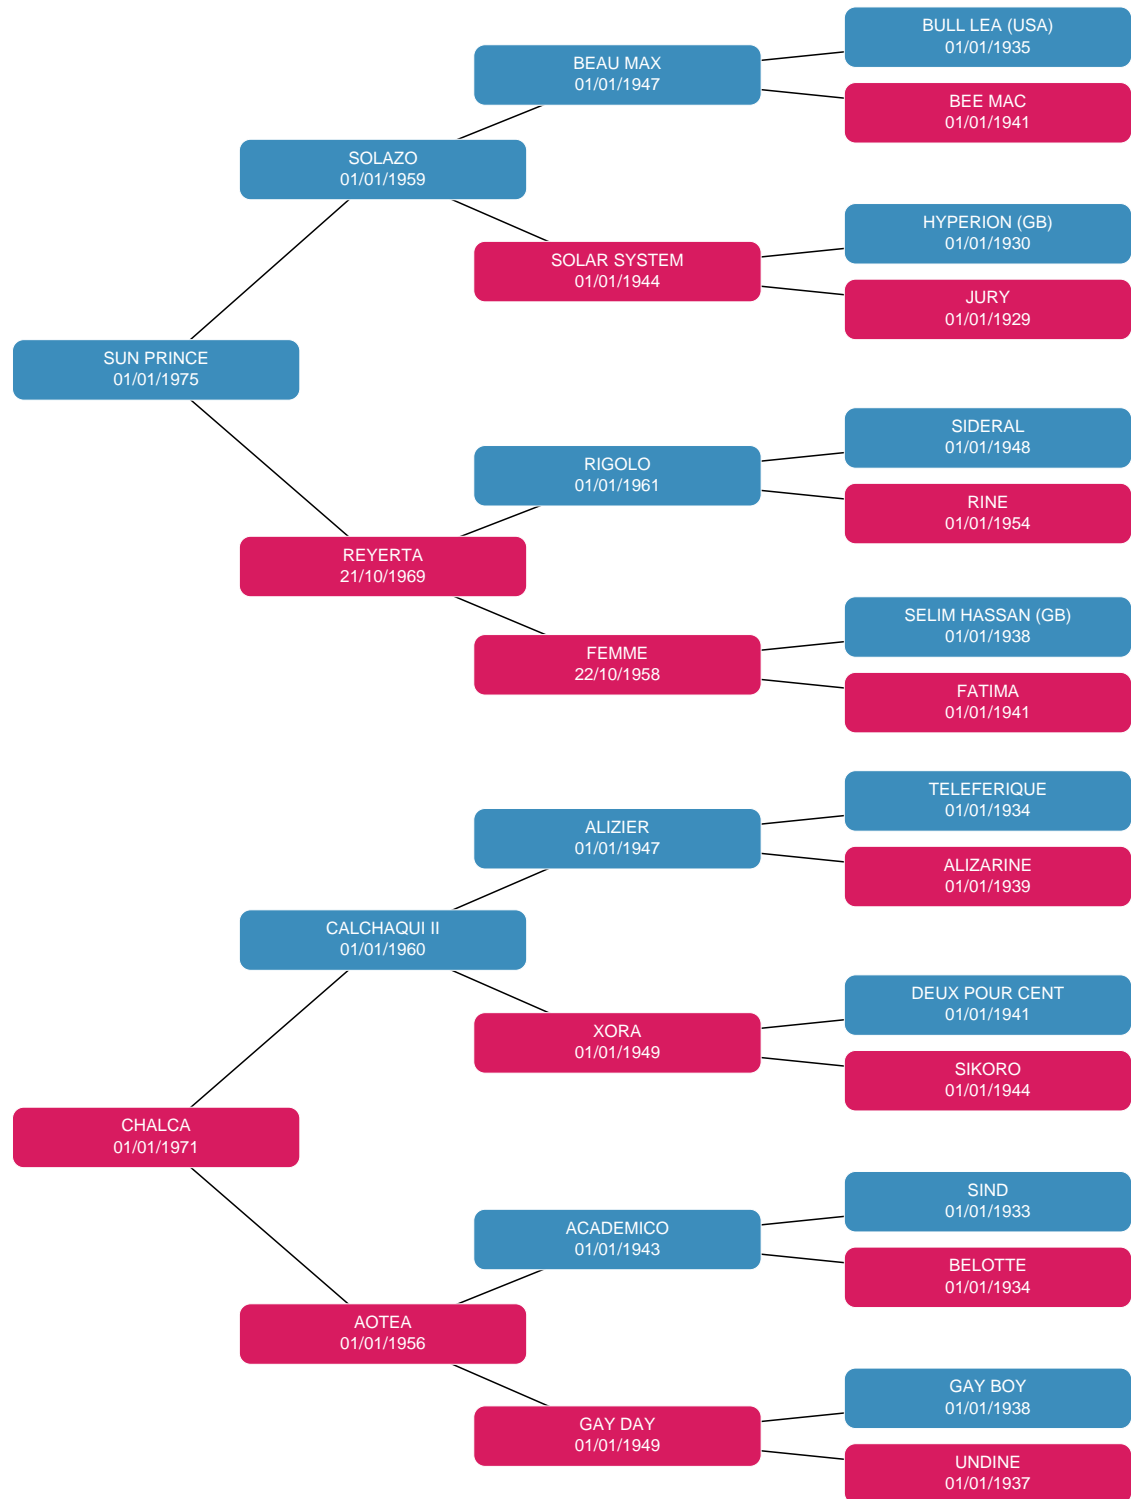 BULL LEA (USA)
01/01/1935
BEAU MAX
01/01/1947
BEE MAC
01/01/1941
SOLAZO
01/01/1959
HYPERION (GB)
01/01/1930
SOLAR SYSTEM
01/01/1944
JURY
01/01/1929
SUN PRINCE
01/01/1975
SIDERAL
01/01/1948
RIGOLO
01/01/1961
RINE
01/01/1954
REYERTA
21/10/1969
SELIM HASSAN (GB)
01/01/1938
FEMME
22/10/1958
FATIMA
01/01/1941
TELEFERIQUE
01/01/1934
ALIZIER
01/01/1947
ALIZARINE
01/01/1939
CALCHAQUI II
01/01/1960
DEUX POUR CENT
01/01/1941
XORA
01/01/1949
SIKORO
01/01/1944
CHALCA
01/01/1971
SIND
01/01/1933
ACADEMICO
01/01/1943
BELOTTE
01/01/1934
AOTEA
01/01/1956
GAY BOY
01/01/1938
GAY DAY
01/01/1949
UNDINE
01/01/1937